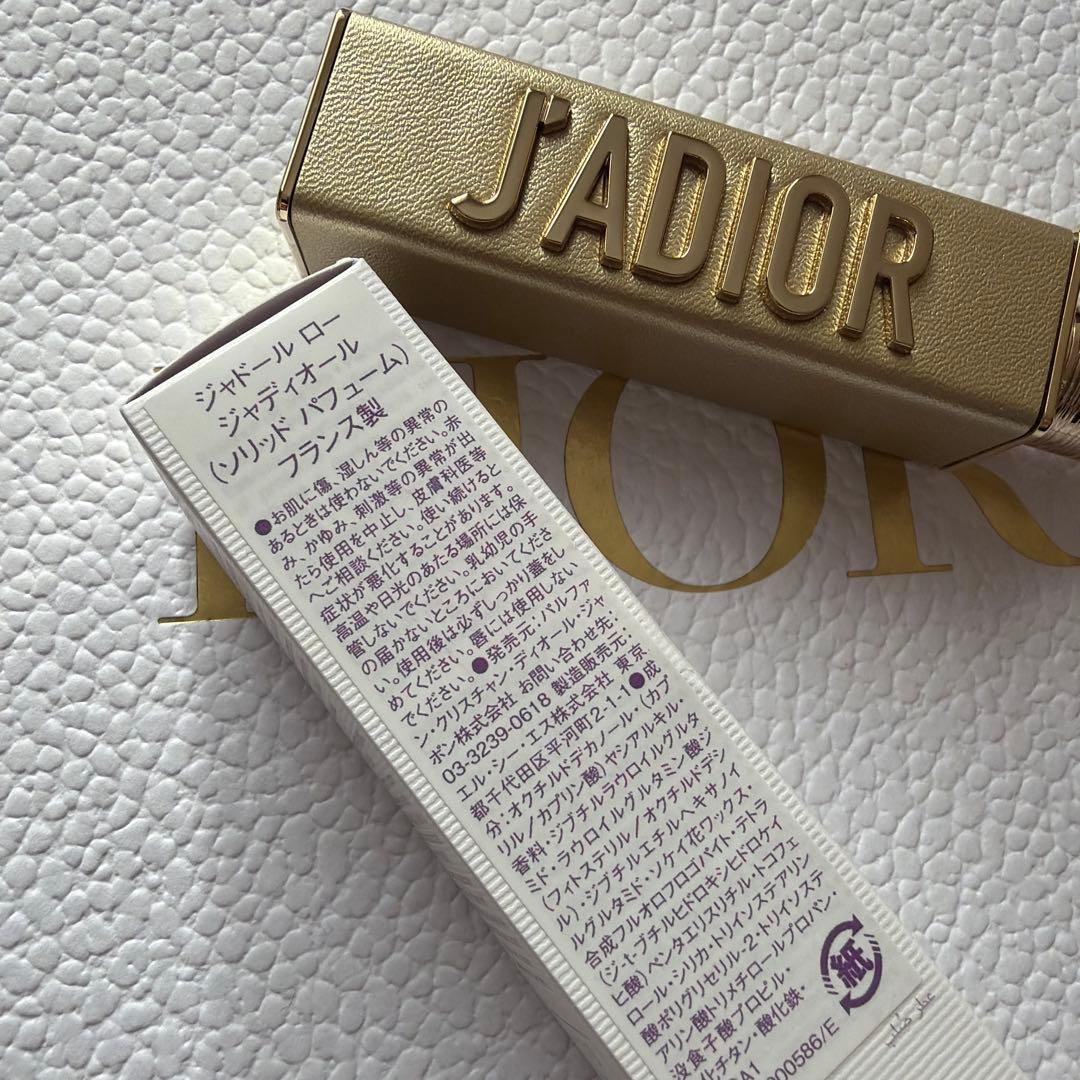 J'ADIOR
ジャドール ロー
ジャディオール
(ソリッド パフューム)
フランス製
●お肌に傷、湿しん等の異常の
あるときは使わないでください。赤
み、かゆみ、刺激等の異常が出
たら使用を中止し、皮膚科医等
へご相談ください。使い続けると
症状が悪化することがあります。
高温や日光のあたる場所には保
管しないでください。乳幼児の手
の届かないところにおいてくださ
い。使用後は必ずしっかり蓋をし
めてください。唇には使用しない
でください。●発売元：パルファ
ン・クリスチャン・ディオール・ジャ
ポン株式会社 お問い合わせ先：
03-3239-0618 製造販売元：
エル・シー・エス株式会社 東京
都千代田区平河町2-1-1●成
分：オクチルドデカノール・(カプ
リル/カプリン酸)ヤシアルキル・
香料・ジブチルラウロイルグルタ
ミド・ラウロイルグルタミン酸ジ
(フィトステリル/オクチルドデシ
ル)・ジブチルエチルヘキサノイ
ルグルタミド・ソケイ花ワックス・
合成フルオロフロゴパイト・テトラ
(ジ-t-ブチルヒドロキシヒドロケイ
ヒ酸)ペンタエリスリチル・トコフェ
ロール・シリカ・トリイソステアリン
酸ポリグリセリル-2・トリイソステ
アリン酸トリメチロールプロパン・
没食子酸プロピル・
化チタン・酸化鉄・
A1
00586/E
紙